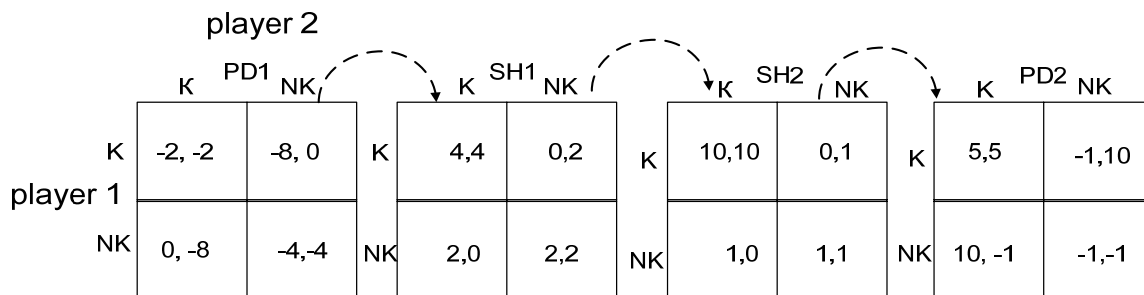 player 2
PD1 SH1 SH2 PD2
K NK K NK K NK K NK
K -2, -2 -8, 0 K 4,4 0,2 K 10,10 0,1 K 5,5 -1,10
player 1
NK 0, -8 -4,-4 NK 2,0 2,2 NK 1,0 1,1 NK 10, -1 -1,-1